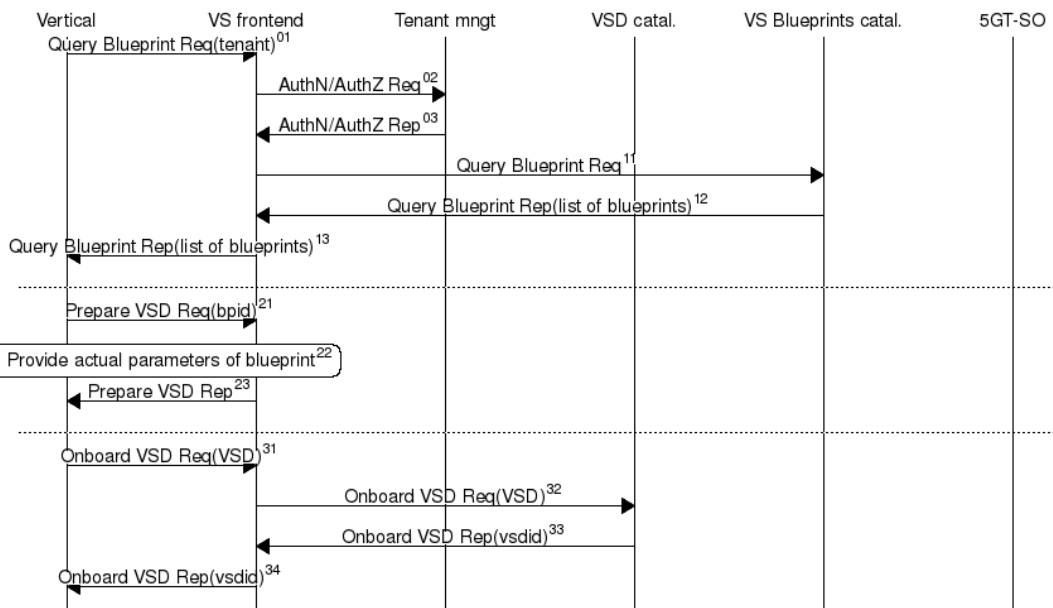 Vertical VS frontend Tenant mngt VSD catal. VS Blueprints catal. 5GT-SO
Query Blueprint Req(tenant)01
AuthN/AuthZ Req02
AuthN/AuthZ Rep03
Query Blueprint Req11
Query Blueprint Rep(list of blueprints)12
Query Blueprint Rep(list of blueprints)13
Prepare VSD Req(bpid)21
Provide actual parameters of blueprint22
Prepare VSD Rep23
Onboard VSD Req(VSD)31
Onboard VSD Req(VSD)32
Onboard VSD Rep(vsdid)33
Onboard VSD Rep(vsdid)34